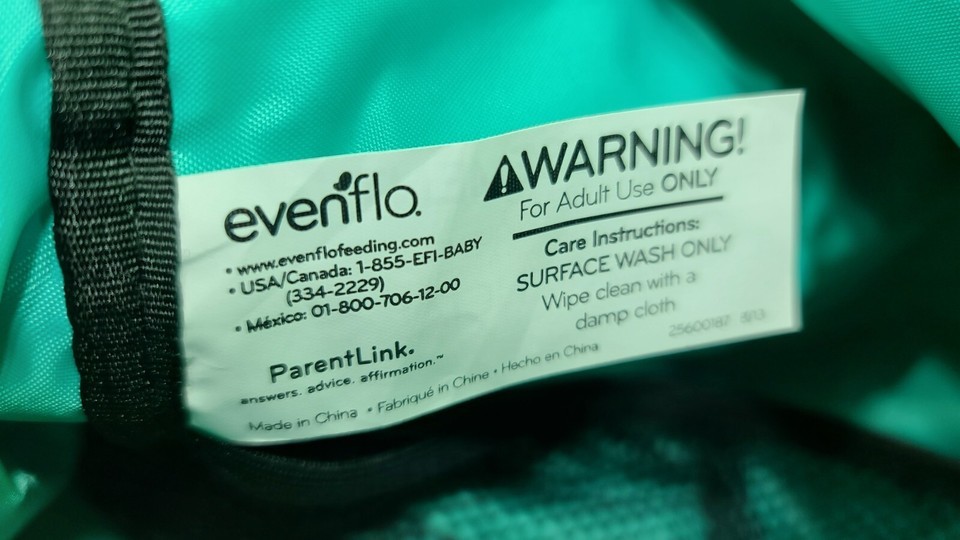 evenflo.
• www.evenflofeeding.com
• USA/Canada: 1-855-EFI-BABY
(334-2229)
• México: 01-800-706-12-00
ParentLink.
answers. advice. affirmation.™
Made in China • Fabriqué in Chine • Hecho en China
WARNING!
For Adult Use ONLY
Care Instructions:
SURFACE WASH ONLY
Wipe clean with a
damp cloth
25600187 8/13